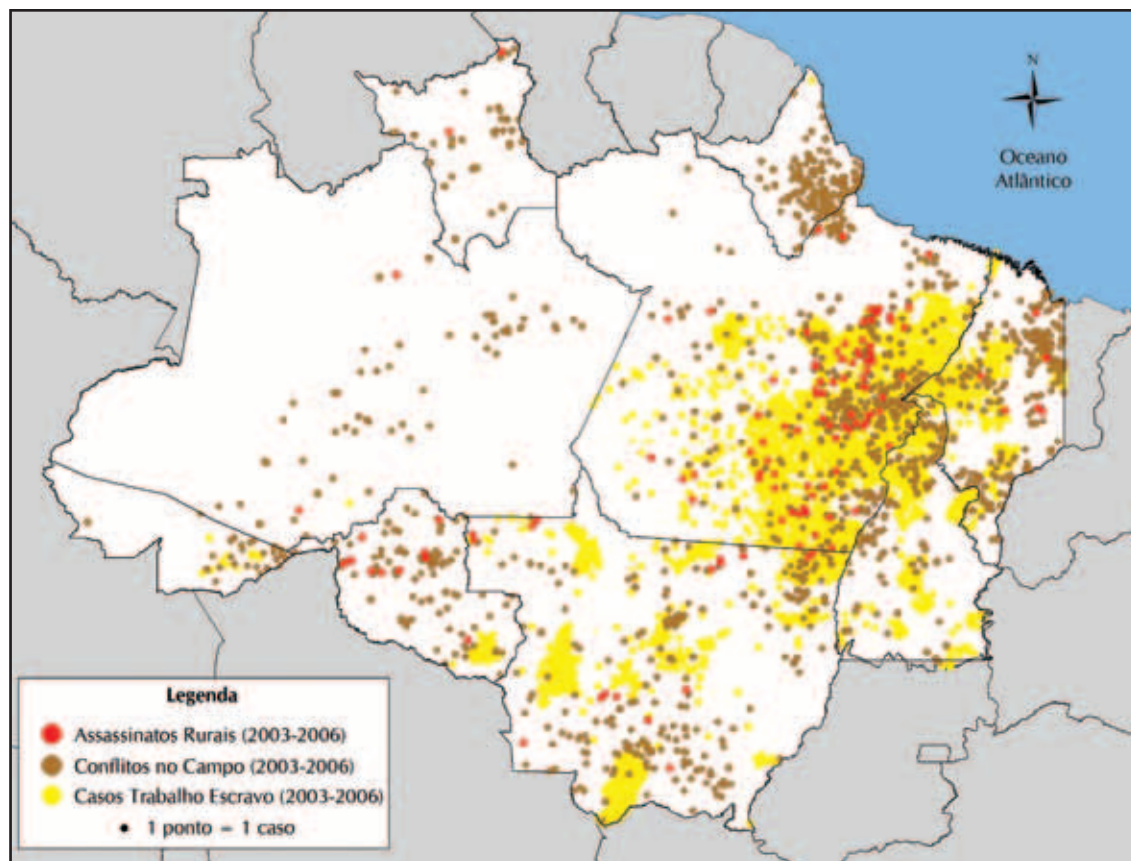 N
Oceano
Atlântico
Legenda
Assassinatos Rurais (2003-2006)
Conflitos no Campo (2003-2006)
Casos Trabalho Escravo (2003-2006)
1 ponto = 1 caso